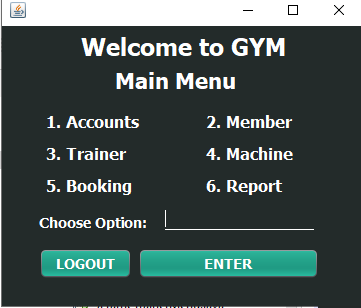 Welcome to GYM
Main Menu
1. Accounts 2. Member
3. Trainer 4. Machine
5. Booking 6. Report
Choose Option:
LOGOUT ENTER